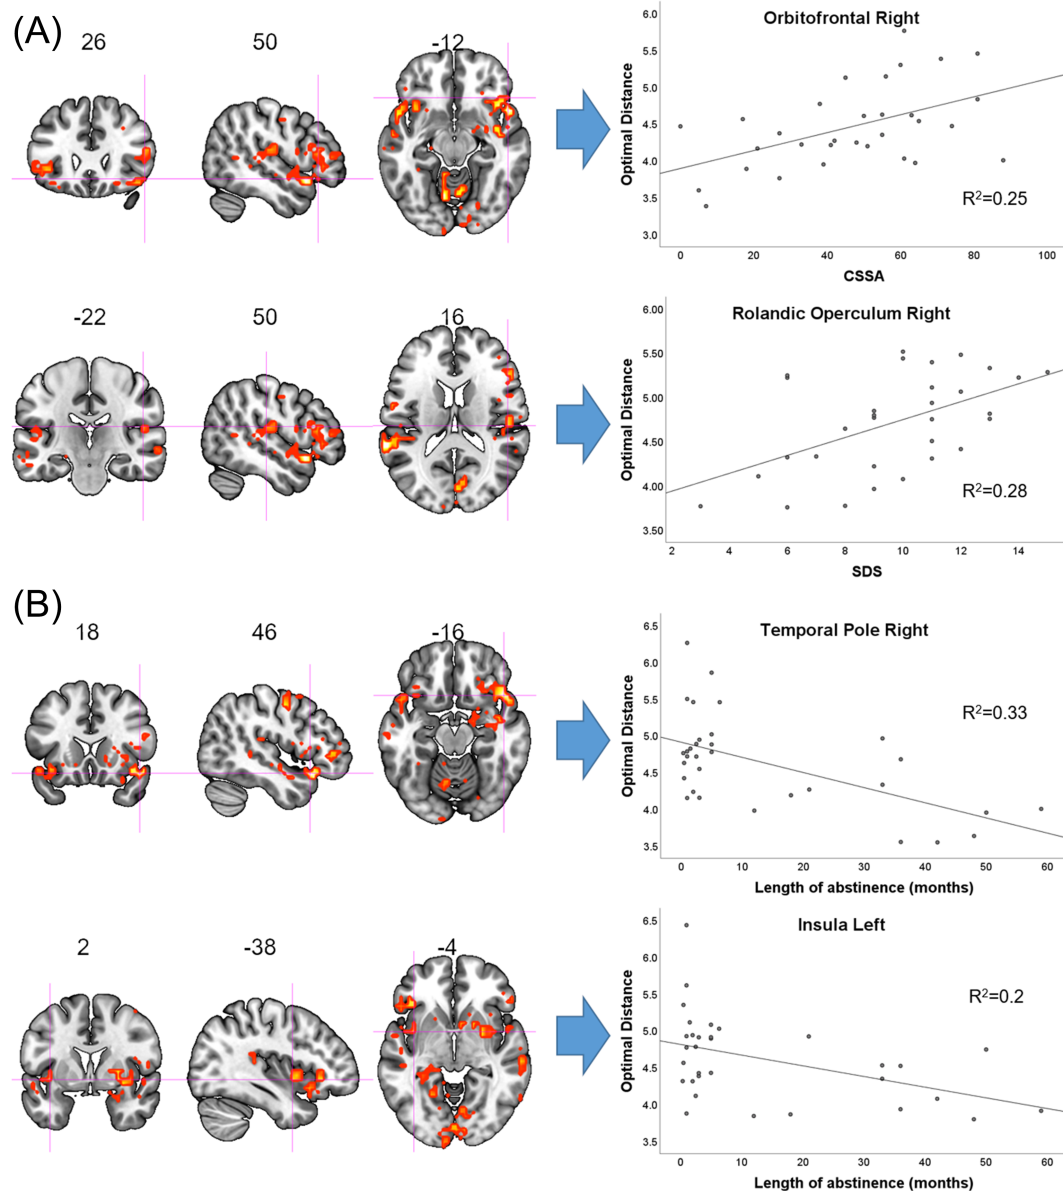 (A)
26 50 -12
Orbitofrontal Right
6.0
5.5
5.0
4.5
4.0
3.5
3.0
Optimal Distance
R²=0.25
0 20 40 60 80 100
CSSA
-22 50 16
Rolandic Operculum Right
6.00
5.50
5.00
4.50
4.00
3.50
Optimal Distance
R²=0.28
2 4 6 8 10 12 14
SDS
(B)
18 46 -16
Temporal Pole Right
6.5
6.0
5.5
5.0
4.5
4.0
3.5
Optimal Distance
R²=0.33
0 10 20 30 40 50 60
Length of abstinence (months)
2 -38 -4
Insula Left
6.5
6.0
5.5
5.0
4.5
4.0
3.5
Optimal Distance
R²=0.2
0 10 20 30 40 50 60
Length of abstinence (months)